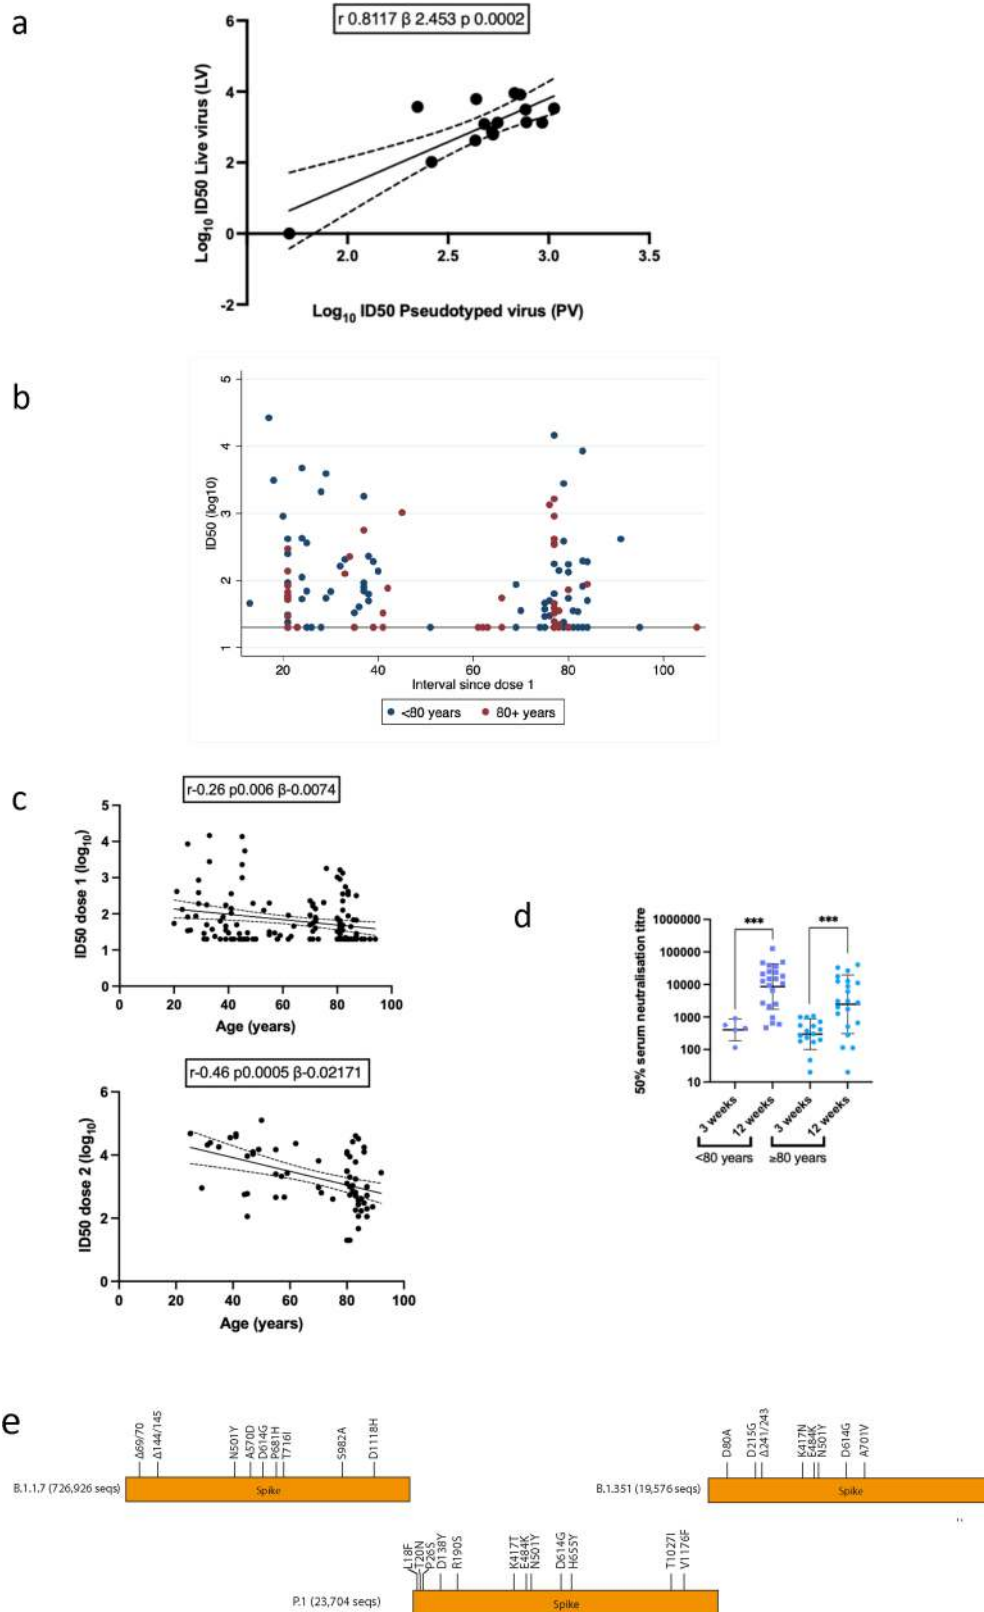 a
r 0.8117 β 2.453 p 0.0002
6
4
2
0
-2
Log10 ID50 Live virus (LV)
2.0 2.5 3.0 3.5
Log10 ID50 Pseudotyped virus (PV)
b
5
4
3
2
1
ID50 (log10)
20 40 60 80 100
Interval since dose 1
<80 years 80+ years
c
r-0.26 p0.006 β-0.0074
5
4
3
2
1
0
ID50 dose 1 (log10)
0 20 40 60 80 100
Age (years)
r-0.46 p0.0005 β-0.02171
6
4
2
0
ID50 dose 2 (log10)
0 20 40 60 80 100
Age (years)
d
1000000
100000
10000
1000
100
10
50% serum neutralisation titre
*** ***
3 weeks 12 weeks 3 weeks 12 weeks
<80 years ≥80 years
e
Δ69/70 Δ144/145 N501Y A570D D614G P681H T716I S982A D1118H
B.1.1.7 (726,926 seqs) Spike
D80A D215G Δ241/243 K417N E484K N501Y D614G A701V
B.1.351 (19,576 seqs) Spike
L18F T20N P26S D138Y R190S K417T E484K N501Y D614G H655Y T1027I V1176F
P.1 (23,704 seqs) Spike